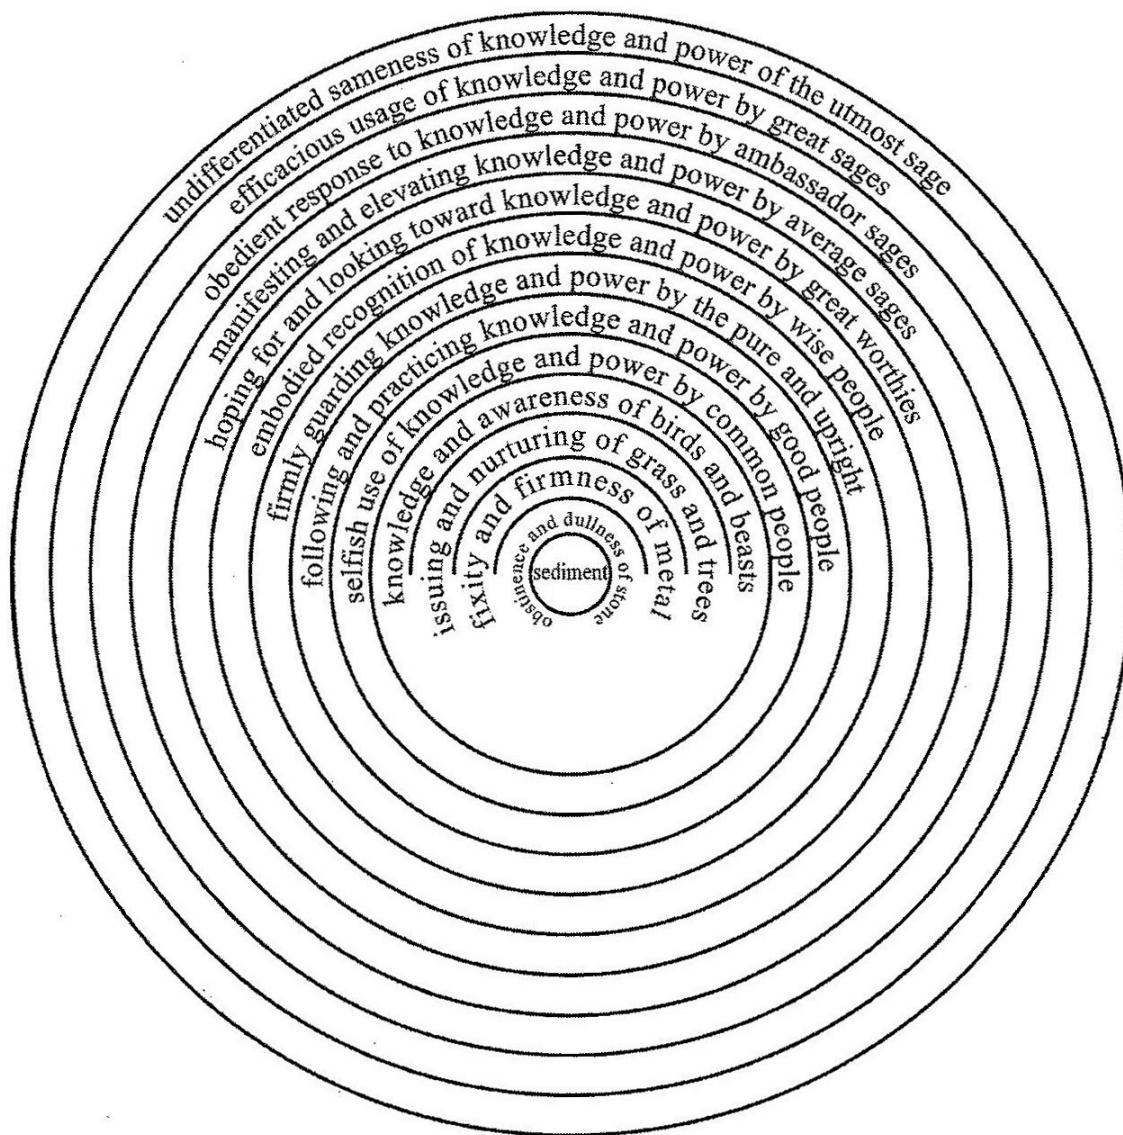 undifferentiated sameness of knowledge and power of the utmost sage
efficacious usage of knowledge and power by great sages
obedient response to knowledge and power by ambassador sages
manifesting and elevating knowledge and power by average sages
hoping for and looking toward knowledge and power by great worthies
embodied recognition of knowledge and power by wise people
firmly guarding knowledge and power by the pure and upright
following and practicing knowledge and power by good people
selfish use of knowledge and power by common people
knowledge and awareness of birds and beasts
issuing and nurturing of grass and trees
fixity and firmness of metal
obstinence and dullness of stone
sediment